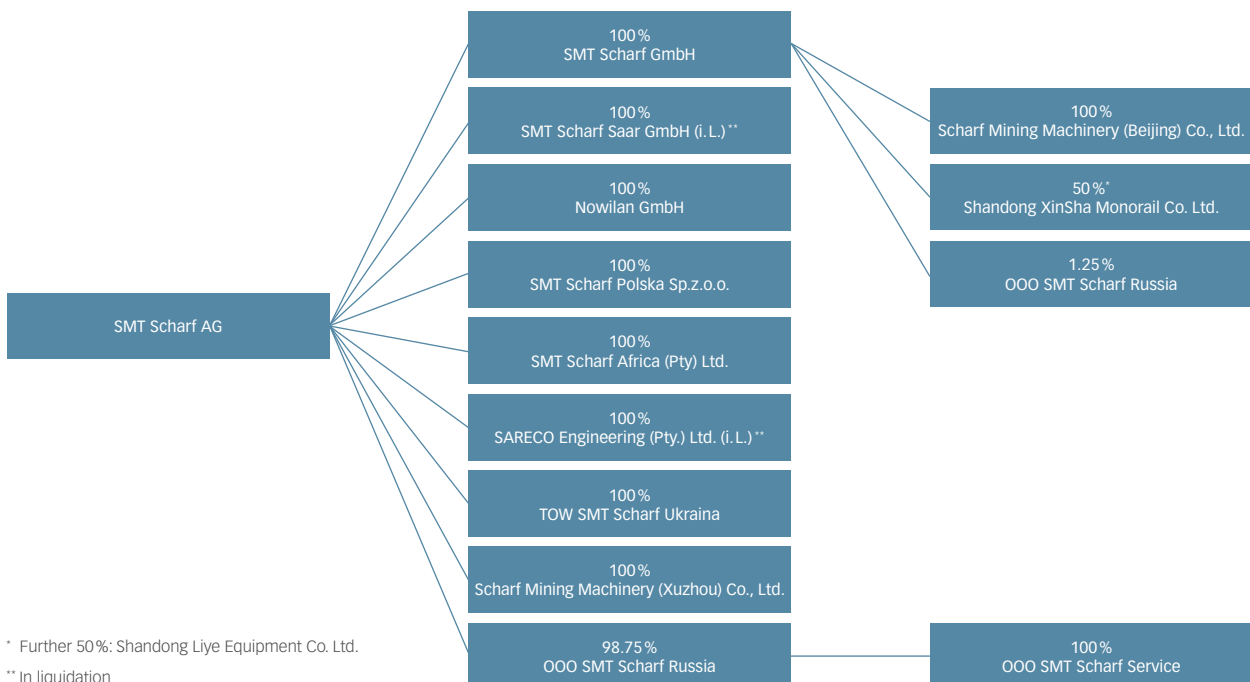 100 %
SMT Scharf GmbH
100 %
SMT Scharf Saar GmbH (i. L.) **
100 %
Nowilan GmbH
100 %
SMT Scharf Polska Sp.z.o.o.
100 %
SMT Scharf Africa (Pty) Ltd.
100 %
SARECO Engineering (Pty.) Ltd. (i. L.) **
100 %
TOW SMT Scharf Ukraina
100 %
Scharf Mining Machinery (Xuzhou) Co., Ltd.
98.75 %
OOO SMT Scharf Russia
SMT Scharf AG
100 %
Scharf Mining Machinery (Beijing) Co., Ltd.
50 %*
Shandong XinSha Monorail Co. Ltd.
1.25 %
OOO SMT Scharf Russia
100 %
OOO SMT Scharf Service
* Further 50 %: Shandong Liye Equipment Co. Ltd.
** In liquidation